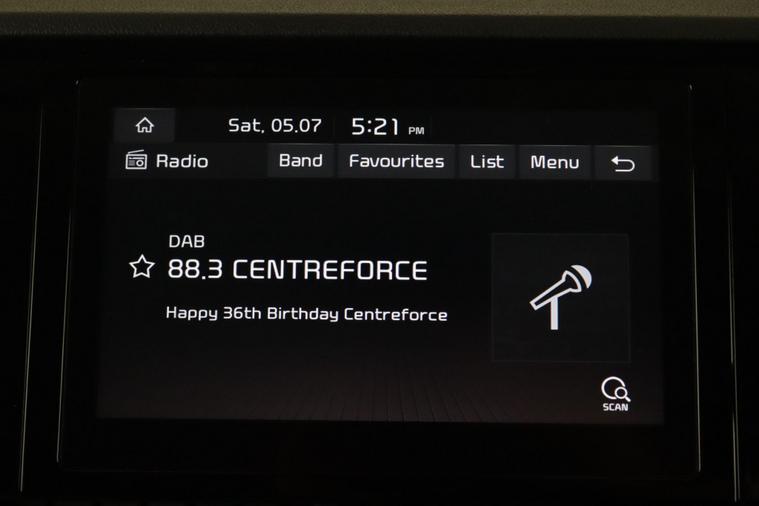 Sat, 05.07 5:21 PM
Radio Band Favourites List Menu
DAB
88.3 CENTREFORCE
Happy 36th Birthday Centreforce
SCAN